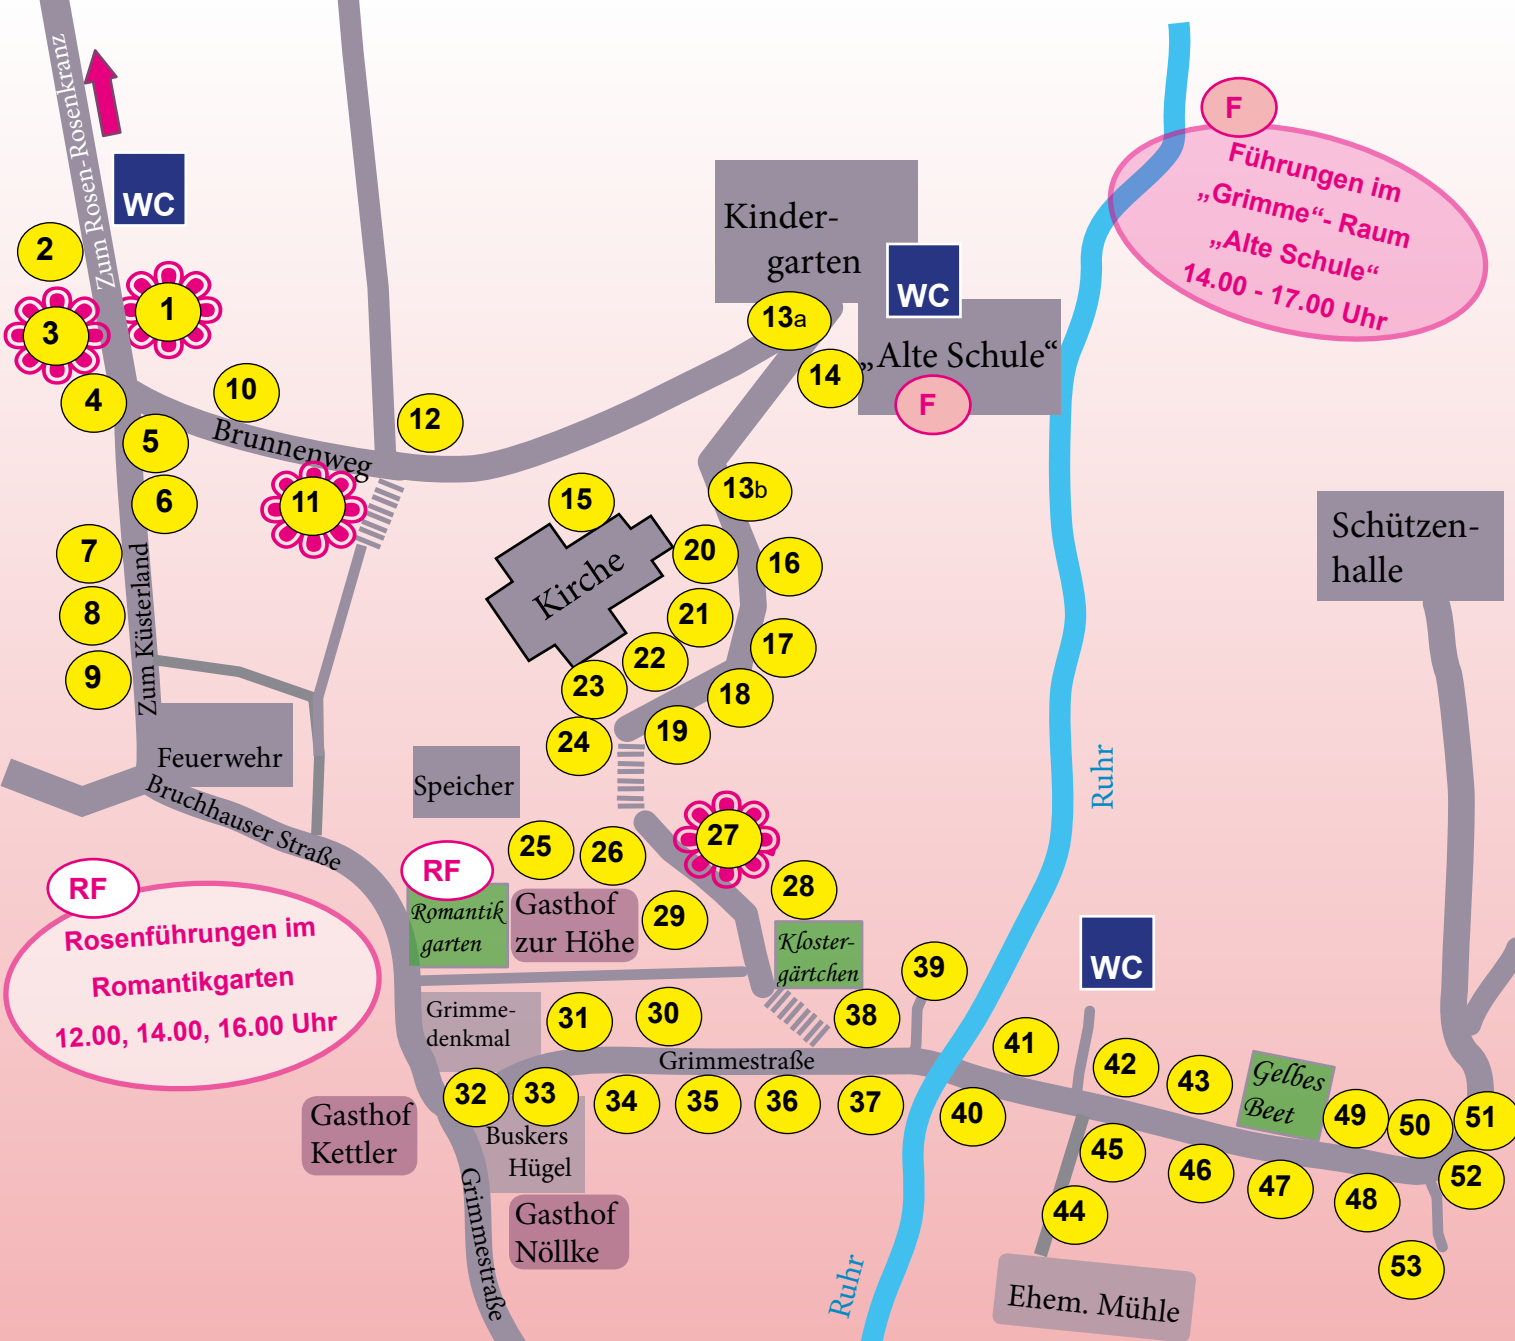 Zum Rosen-Rosenkranz
WC
2
1
3
4
10
5
Brunnenweg
12
6
11
7
8
9
Zum Küsterland
Feuerwehr
Bruchhauser Straße
Kinder-
garten
WC
13a
14
„Alte Schule“
F
F
Führungen im
„Grimme“- Raum
„Alte Schule“
14.00 - 17.00 Uhr
13b
15
Kirche
20
16
21
17
22
23
18
19
24
Schützen-
halle
Ruhr
Speicher
25
26
27
28
29
RF
Romantik
garten
Gasthof
zur Höhe
Kloster-
gärtchen
RF
Rosenführungen im
Romantikgarten
12.00, 14.00, 16.00 Uhr
Grimme-
denkmal
31
30
38
39
Grimmestraße
32
33
34
35
36
37
Gasthof
Kettler
Buskers
Hügel
Gasthof
Nöllke
Grimmestraße
Ruhr
WC
40
41
42
43
Gelbes
Beet
49
50
51
45
46
47
48
52
44
53
Ehem. Mühle